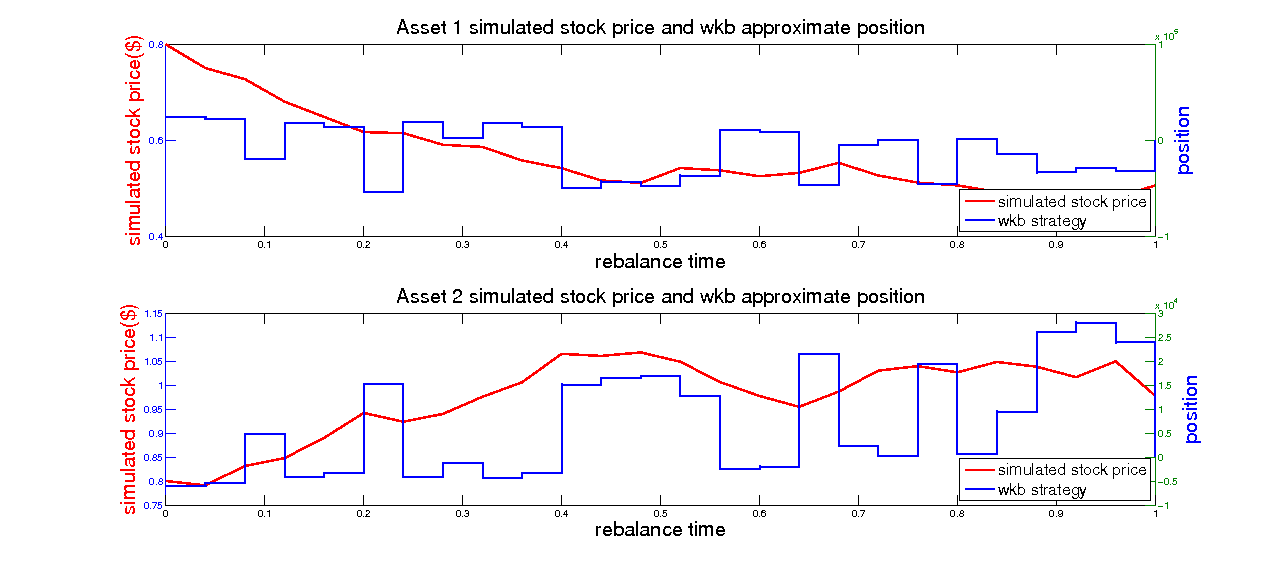 Asset 1 simulated stock price and wkb approximate position
x 10^5
simulated stock price($)
0.8
0.6
0.4
1
0
−1
position
simulated stock price
wkb strategy
0 0.1 0.2 0.3 0.4 0.5 0.6 0.7 0.8 0.9 1
rebalance time
Asset 2 simulated stock price and wkb approximate position
x 10^4
simulated stock price($)
1.15
1.1
1.05
1
0.95
0.9
0.85
0.8
0.75
3
2.5
2
1.5
1
0.5
0
−0.5
−1
position
simulated stock price
wkb strategy
0 0.1 0.2 0.3 0.4 0.5 0.6 0.7 0.8 0.9 1
rebalance time